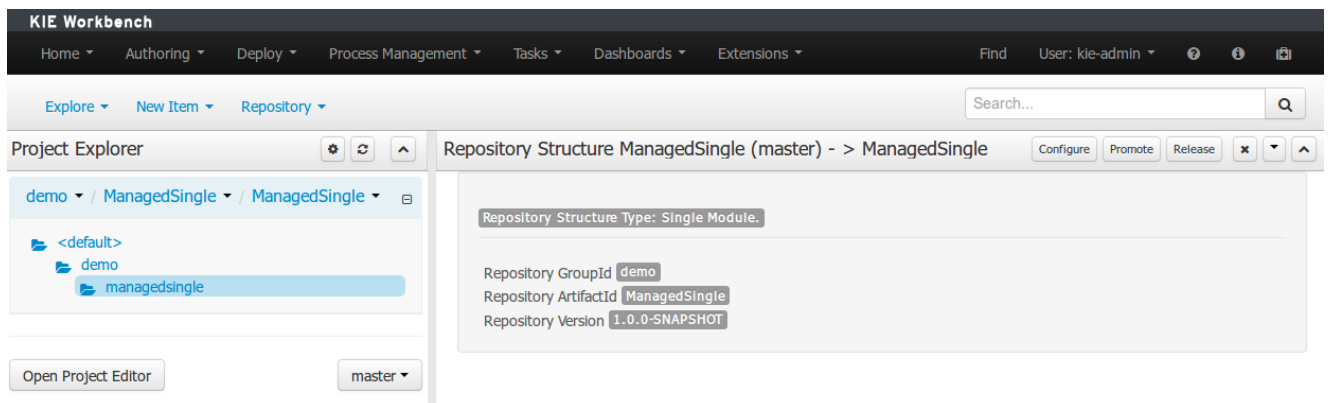 KIE Workbench
Home Authoring Deploy Process Management Tasks Dashboards Extensions Find User: kie-admin
Explore New Item Repository Search...
Project Explorer
Repository Structure ManagedSingle (master) - > ManagedSingle Configure Promote Release
demo / ManagedSingle / ManagedSingle
<default>
demo
managedsingle
Open Project Editor master
Repository Structure Type: Single Module.
Repository GroupId demo
Repository ArtifactId ManagedSingle
Repository Version 1.0.0-SNAPSHOT